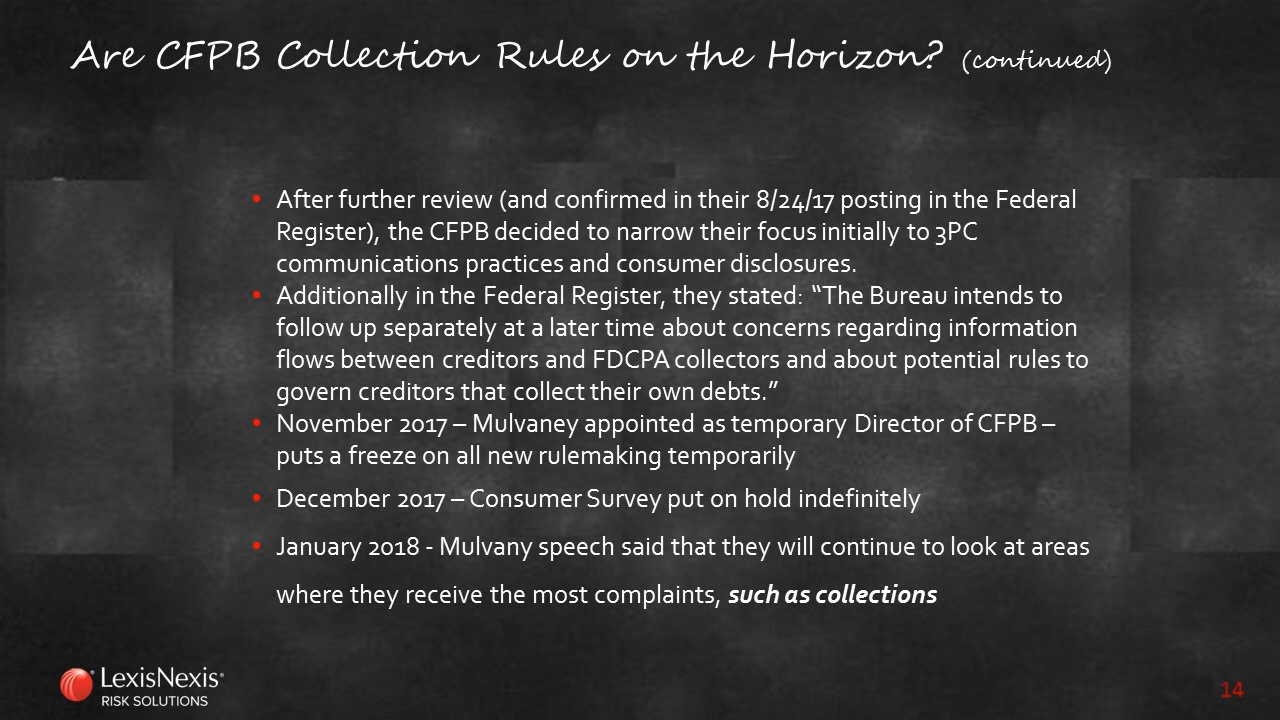 Are CFPB Collection Rules on the Horizon? (continued)
• After further review (and confirmed in their 8/24/17 posting in the Federal
Register), the CFPB decided to narrow their focus initially to 3PC
communications practices and consumer disclosures.
• Additionally in the Federal Register, they stated: “The Bureau intends to
follow up separately at a later time about concerns regarding information
flows between creditors and FDCPA collectors and about potential rules to
govern creditors that collect their own debts.”
• November 2017 – Mulvaney appointed as temporary Director of CFPB –
puts a freeze on all new rulemaking temporarily
• December 2017 – Consumer Survey put on hold indefinitely
• January 2018 - Mulvany speech said that they will continue to look at areas
where they receive the most complaints, such as collections
LexisNexis®
RISK SOLUTIONS
14